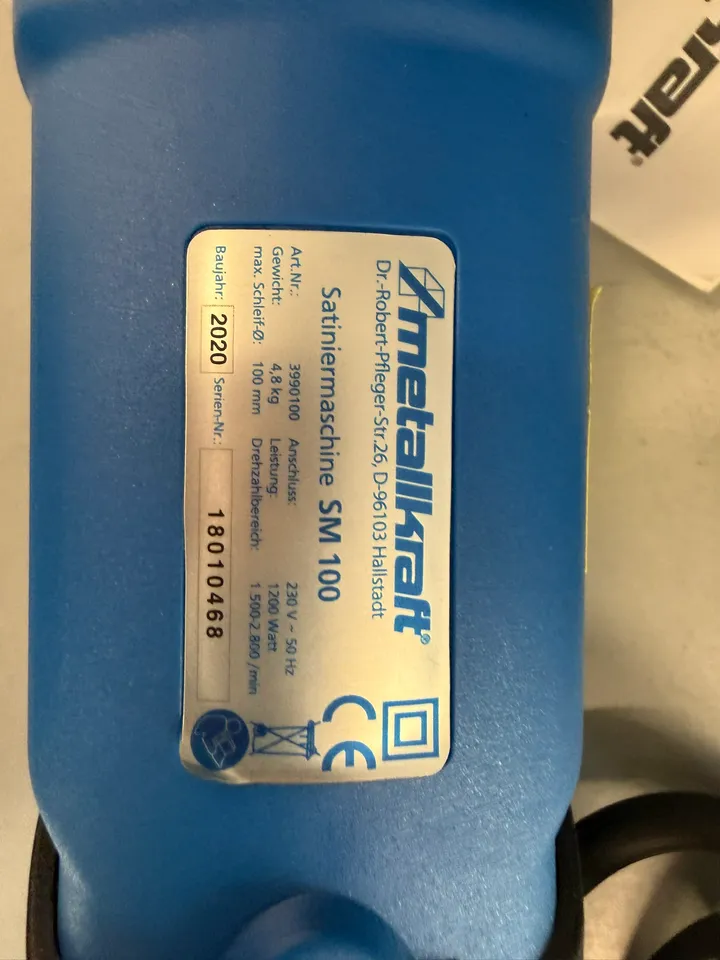 metallkraft®
Dr.-Robert-Pfleger-Str.26, D-96103 Hallstadt
Satiniermaschine SM 100
Art.Nr.: 3990100 Anschluss: 230 V ~ 50 Hz
Gewicht: 4,8 kg Leistung: 1200 Watt
max. Schleif-Ø: 100 mm Drehzahlbereich: 1.500-2.800 /min
Baujahr: 2020 Serien-Nr.: 18010468
CE
kraft®